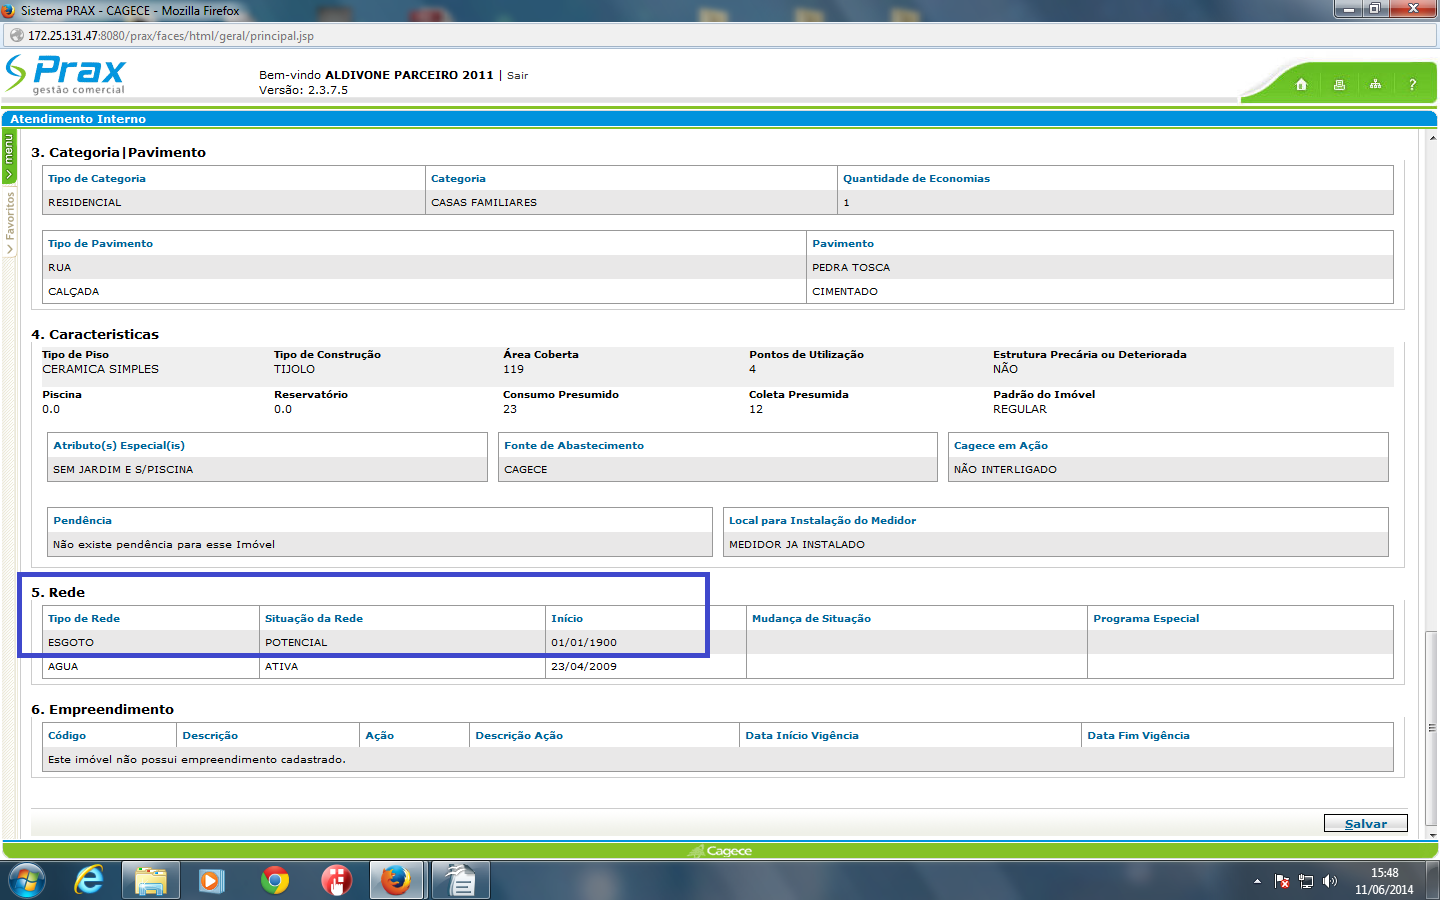 Sistema PRAX - CAGECE - Mozilla Firefox
172.25.131.47:8080/prax/faces/html/geral/principal.jsp
Prax
gestão comercial
Bem-vindo ALDIVONE PARCEIRO 2011 | Sair
Versão: 2.3.7.5
?
Atendimento Interno
menu
Favoritos
3. Categoria|Pavimento
Tipo de Categoria Categoria Quantidade de Economias
RESIDENCIAL CASAS FAMILIARES 1
Tipo de Pavimento Pavimento
RUA PEDRA TOSCA
CALÇADA CIMENTADO
4. Caracteristicas
Tipo de Piso Tipo de Construção Área Coberta Pontos de Utilização Estrutura Precária ou Deteriorada
CERAMICA SIMPLES TIJOLO 119 4 NÃO
Piscina Reservatório Consumo Presumido Coleta Presumida Padrão do Imóvel
0.0 0.0 23 12 REGULAR
Atributo(s) Especial(is) Fonte de Abastecimento Cagece em Ação
SEM JARDIM E S/PISCINA CAGECE NÃO INTERLIGADO
Pendência Local para Instalação do Medidor
Não existe pendência para esse Imóvel MEDIDOR JA INSTALADO
5. Rede
Tipo de Rede Situação da Rede Início Mudança de Situação Programa Especial
ESGOTO POTENCIAL 01/01/1900
AGUA ATIVA 23/04/2009
6. Empreendimento
Código Descrição Ação Descrição Ação Data Início Vigência Data Fim Vigência
Este imóvel não possui empreendimento cadastrado.
Salvar
Cagece
15:48
11/06/2014